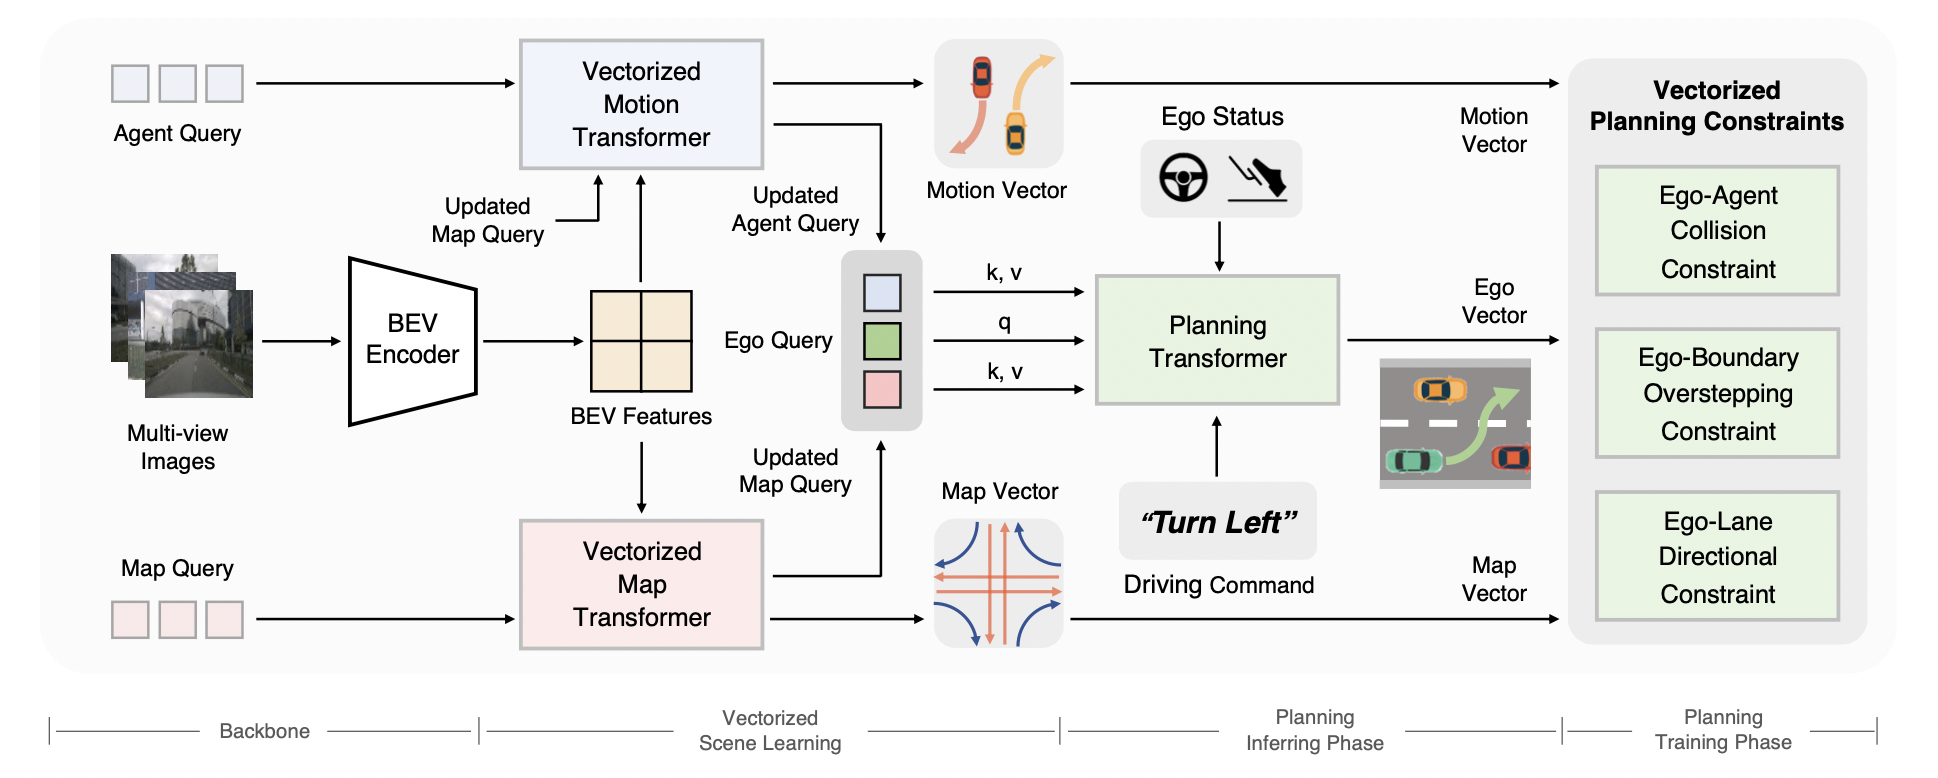 Agent Query
Vectorized
Motion
Transformer
Updated
Map Query
Updated
Agent Query
Motion Vector
Ego Status
Motion
Vector
Vectorized
Planning Constraints
Ego-Agent
Collision
Constraint
Multi-view
Images
BEV
Encoder
BEV Features
Ego Query
k, v
q
k, v
Planning
Transformer
Ego
Vector
Ego-Boundary
Overstepping
Constraint
Map Query
Vectorized
Map
Transformer
Updated
Map Query
Map Vector
“Turn Left”
Driving Command
Map
Vector
Ego-Lane
Directional
Constraint
Backbone
Vectorized
Scene Learning
Planning
Inferring Phase
Planning
Training Phase